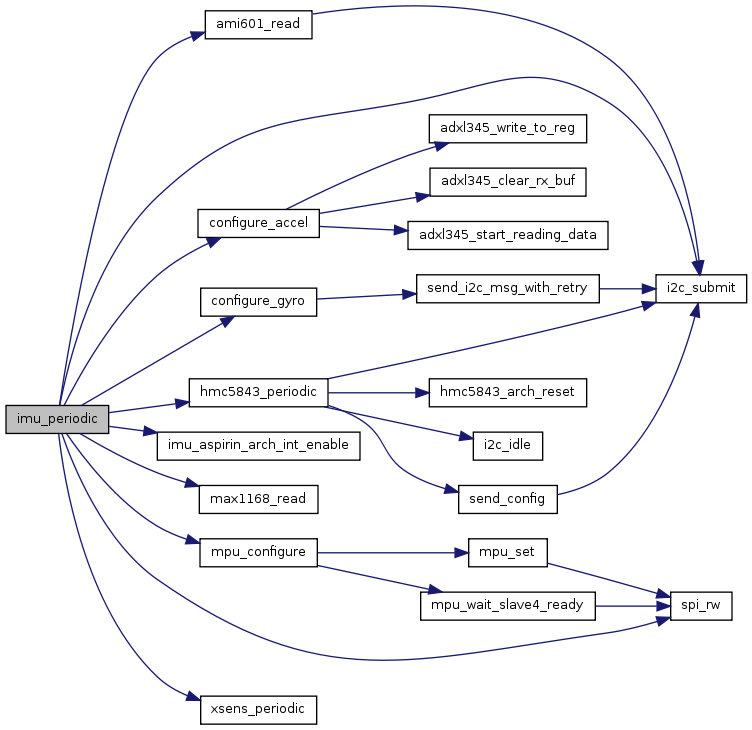 ami601_read
adxl345_write_to_reg
adxl345_clear_rx_buf
configure_accel
adxl345_start_reading_data
send_i2c_msg_with_retry
i2c_submit
configure_gyro
hmc5843_periodic
hmc5843_arch_reset
imu_periodic
imu_aspirin_arch_int_enable
i2c_idle
max1168_read
send_config
mpu_configure
mpu_set
mpu_wait_slave4_ready
spi_rw
xsens_periodic